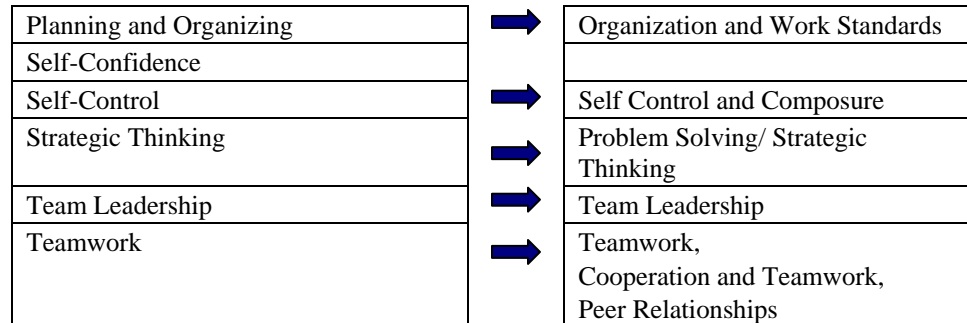 Planning and Organizing
Organization and Work Standards
Self-Confidence
Self-Control
Self Control and Composure
Strategic Thinking
Problem Solving/ Strategic
Thinking
Team Leadership
Team Leadership
Teamwork
Teamwork,
Cooperation and Teamwork,
Peer Relationships